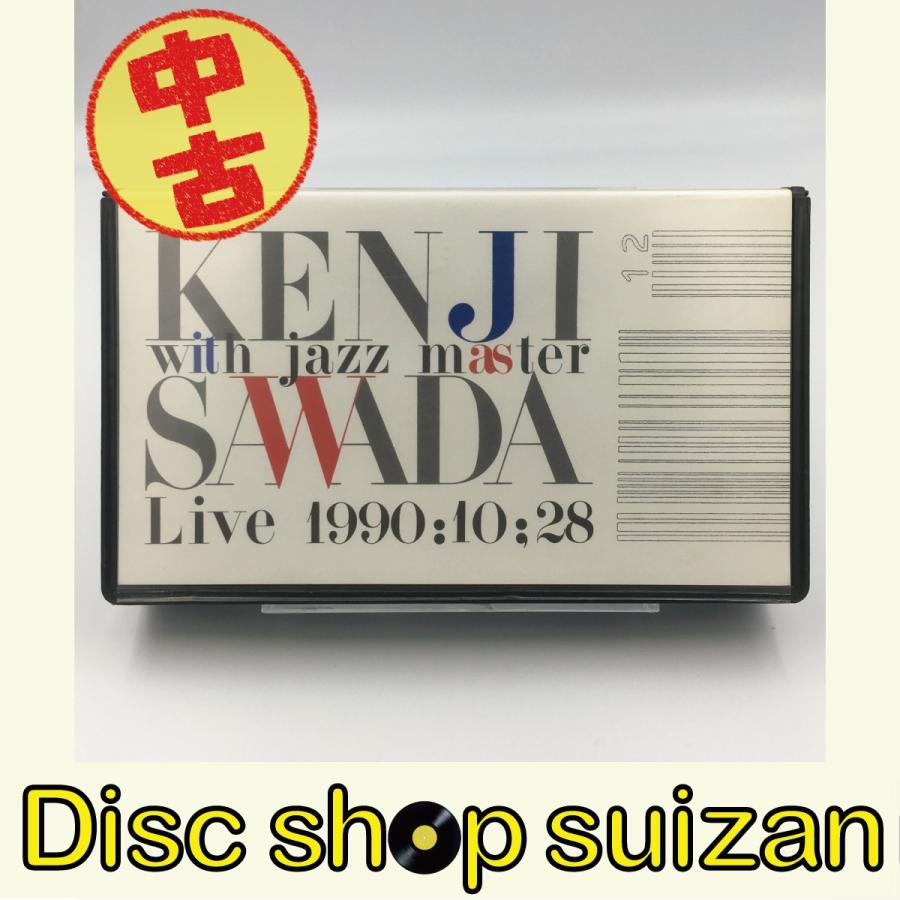 中古
KENJI
with jazz master
SAWADA
Live 1990:10;28
12
Disc shop suizan